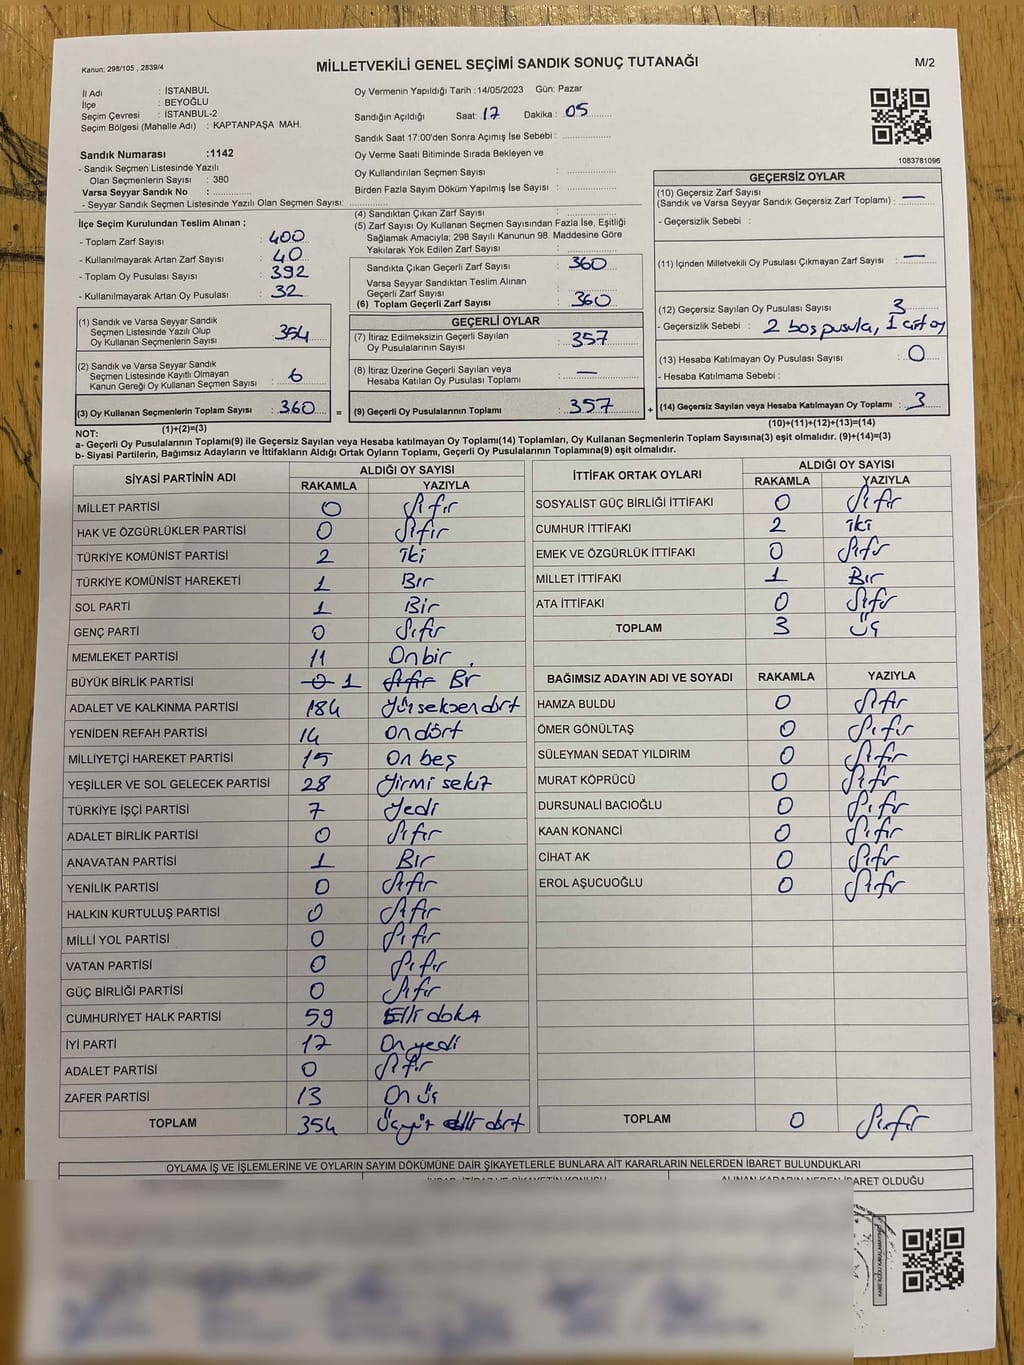 Kanun: 298/105 , 2839/4
MİLLETVEKİLİ GENEL SEÇİMİ SANDIK SONUÇ TUTANAĞI
M/2
İl Adı : İSTANBUL
İlçe : BEYOĞLU
Seçim Çevresi : İSTANBUL-2
Seçim Bölgesi (Mahalle Adı) : KAPTANPAŞA MAH.
Sandık Numarası :1142
- Sandık Seçmen Listesinde Yazılı
Olan Seçmenlerin Sayısı : 380
Varsa Seyyar Sandık No :
- Seyyar Sandık Seçmen Listesinde Yazılı Olan Seçmen Sayısı:
Oy Vermenin Yapıldığı Tarih :14/05/2023 Gün: Pazar
Sandığın Açıldığı Saat: 17 Dakika : 05
Sandık Saat 17:00'den Sonra Açımış İse Sebebi :
Oy Verme Saati Bitiminde Sırada Bekleyen ve
Oy Kullandırılan Seçmen Sayısı :
Birden Fazla Sayım Döküm Yapılmış İse Sayısı :
1083781096
İlçe Seçim Kurulundan Teslim Alınan ;
- Toplam Zarf Sayısı : 400
- Kullanılmayarak Artan Zarf Sayısı : 40
- Toplam Oy Pusulası Sayısı : 392
- Kullanılmayarak Artan Oy Pusulası : 32
(1) Sandık ve Varsa Seyyar Sandık
Seçmen Listesinde Yazılı Olup
Oy Kullanan Seçmenlerin Sayısı : 354
(2) Sandık ve Varsa Seyyar Sandık
Seçmen Listesinde Kayıtlı Olmayan
Kanun Gereği Oy Kullanan Seçmen Sayısı : 6
(3) Oy Kullanan Seçmenlerin Toplam Sayısı : 360
(1)+(2)=(3)
(4) Sandıktan Çıkan Zarf Sayısı :
(5) Zarf Sayısı Oy Kullanan Seçmen Sayısından Fazla İse, Eşitliği
Sağlamak Amacıyla; 298 Sayılı Kanunun 98. Maddesine Göre
Yakılarak Yok Edilen Zarf Sayısı :
Sandıkta Çıkan Geçerli Zarf Sayısı : 360
Varsa Seyyar Sandıktan Teslim Alınan
Geçerli Zarf Sayısı :
(6) Toplam Geçerli Zarf Sayısı : 360
GEÇERLİ OYLAR
(7) İtiraz Edilmeksizin Geçerli Sayılan
Oy Pusulalarının Sayısı : 357
(8) İtiraz Üzerine Geçerli Sayılan veya
Hesaba Katılan Oy Pusulası Toplamı : —
= (9) Geçerli Oy Pusulalarının Toplamı : 357 +
GEÇERSİZ OYLAR
(10) Geçersiz Zarf Sayısı
(Sandık ve Varsa Seyyar Sandık Geçersiz Zarf Toplamı) : —
- Geçersizlik Sebebi :
(11) İçinden Milletvekili Oy Pusulası Çıkmayan Zarf Sayısı : —
(12) Geçersiz Sayılan Oy Pusulası Sayısı : 3
- Geçersizlik Sebebi : 2 boş pusula, 1 çift oy
(13) Hesaba Katılmayan Oy Pusulası Sayısı : 0
- Hesaba Katılmama Sebebi :
(14) Geçersiz Sayılan veya Hesaba Katılmayan Oy Toplamı : 3
(10)+(11)+(12)+(13)=(14)
NOT:
a- Geçerli Oy Pusulalarının Toplamı(9) ile Geçersiz Sayılan veya Hesaba katılmayan Oy Toplamı(14) Toplamları, Oy Kullanan Seçmenlerin Toplam Sayısına(3) eşit olmalıdır. (9)+(14)=(3)
b- Siyasi Partilerin, Bağımsız Adayların ve İttifakların Aldığı Ortak Oyların Toplamı, Geçerli Oy Pusulalarının Toplamına(9) eşit olmalıdır.
SİYASİ PARTİNİN ADI ALDIĞI OY SAYISI
RAKAMLA YAZIYLA
MİLLET PARTİSİ 0 Sıfır
HAK VE ÖZGÜRLÜKLER PARTİSİ 0 Sıfır
TÜRKİYE KOMÜNİST PARTİSİ 2 iki
TÜRKİYE KOMÜNİST HAREKETİ 1 Bir
SOL PARTİ 1 Bir
GENÇ PARTİ 0 Sıfır
MEMLEKET PARTİSİ 11 Onbir
BÜYÜK BİRLİK PARTİSİ 0 1 Sıfır Bir
ADALET VE KALKINMA PARTİSİ 184 yüzseksendört
YENİDEN REFAH PARTİSİ 14 ondört
MİLLİYETÇİ HAREKET PARTİSİ 15 on beş
YEŞİLLER VE SOL GELECEK PARTİSİ 28 yirmi sekiz
TÜRKİYE İŞÇİ PARTİSİ 7 yedi
ADALET BİRLİK PARTİSİ 0 Sıfır
ANAVATAN PARTİSİ 1 Bir
YENİLİK PARTİSİ 0 Sıfır
HALKIN KURTULUŞ PARTİSİ 0 Sıfır
MİLLİ YOL PARTİSİ 0 Sıfır
VATAN PARTİSİ 0 Sıfır
GÜÇ BİRLİĞİ PARTİSİ 0 Sıfır
CUMHURİYET HALK PARTİSİ 59 Elli dokuz
İYİ PARTİ 17 On yedi
ADALET PARTİSİ 0 Sıfır
ZAFER PARTİSİ 13 On üç
TOPLAM 354 Üçyüz elli dört
İTTİFAK ORTAK OYLARI ALDIĞI OY SAYISI
RAKAMLA YAZIYLA
SOSYALİST GÜÇ BİRLİĞİ İTTİFAKI 0 Sıfır
CUMHUR İTTİFAKI 2 iki
EMEK VE ÖZGÜRLÜK İTTİFAKI 0 Sıfır
MİLLET İTTİFAKI 1 Bir
ATA İTTİFAKI 0 Sıfır
TOPLAM 3 üç
BAĞIMSIZ ADAYIN ADI VE SOYADI RAKAMLA YAZIYLA
HAMZA BULDU 0 Sıfır
ÖMER GÖNÜLTAŞ 0 Sıfır
SÜLEYMAN SEDAT YILDIRIM 0 Sıfır
MURAT KÖPRÜCÜ 0 Sıfır
DURSUNALİ BACIOĞLU 0 Sıfır
KAAN KONANCİ 0 Sıfır
CİHAT AK 0 Sıfır
EROL AŞUCUOĞLU 0 Sıfır
TOPLAM 0 Sıfır
OYLAMA İŞ VE İŞLEMLERİNE VE OYLARIN SAYIM DÖKÜMÜNE DAİR ŞİKAYETLERLE BUNLARA AİT KARARLARIN NELERDEN İBARET BULUNDUKLARI
ALINAN KARARIN NEDEN İBARET OLDUĞU